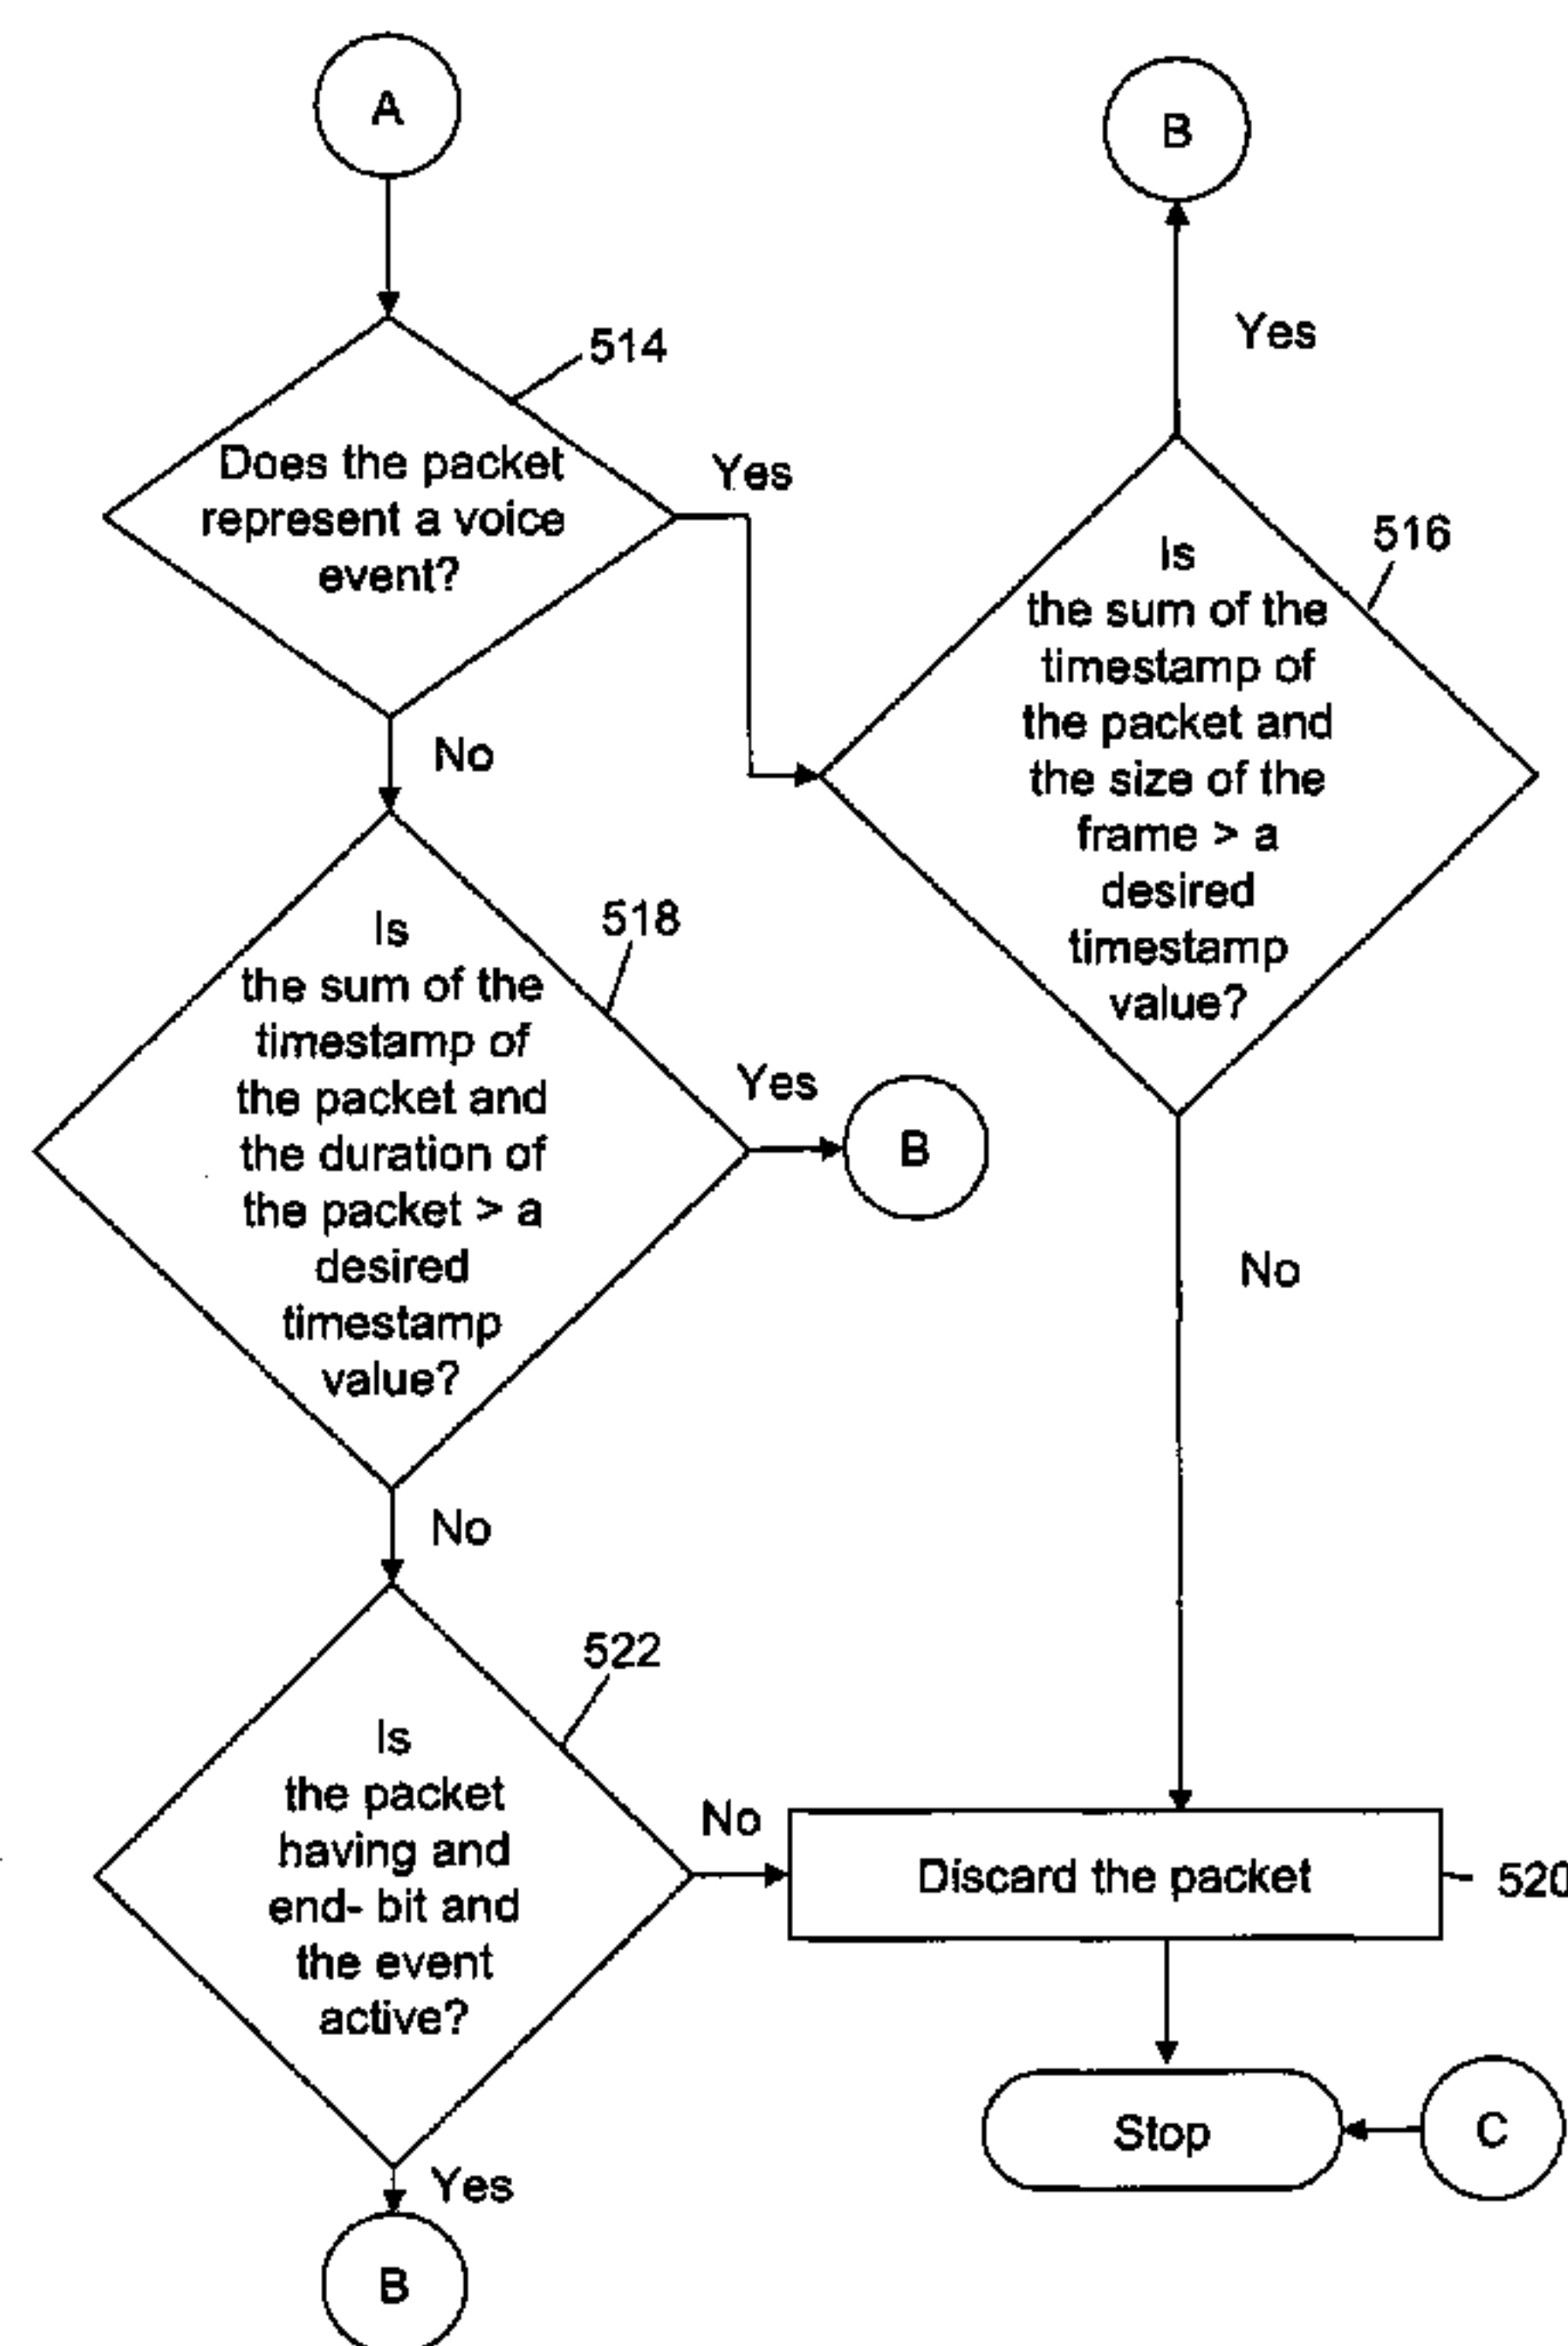 A
B
514
Yes
Does the packet
represent a voice
event?
Yes
516
Is
the sum of the
timestamp of
the packet and
the size of the
frame > a
desired
timestamp
value?
No
518
Is
the sum of the
timestamp of
the packet and
the duration of
the packet > a
desired
timestamp
value?
Yes
B
No
No
522
Is
the packet
having and
end- bit and
the event
active?
No
Discard the packet
520
Stop
C
Yes
B